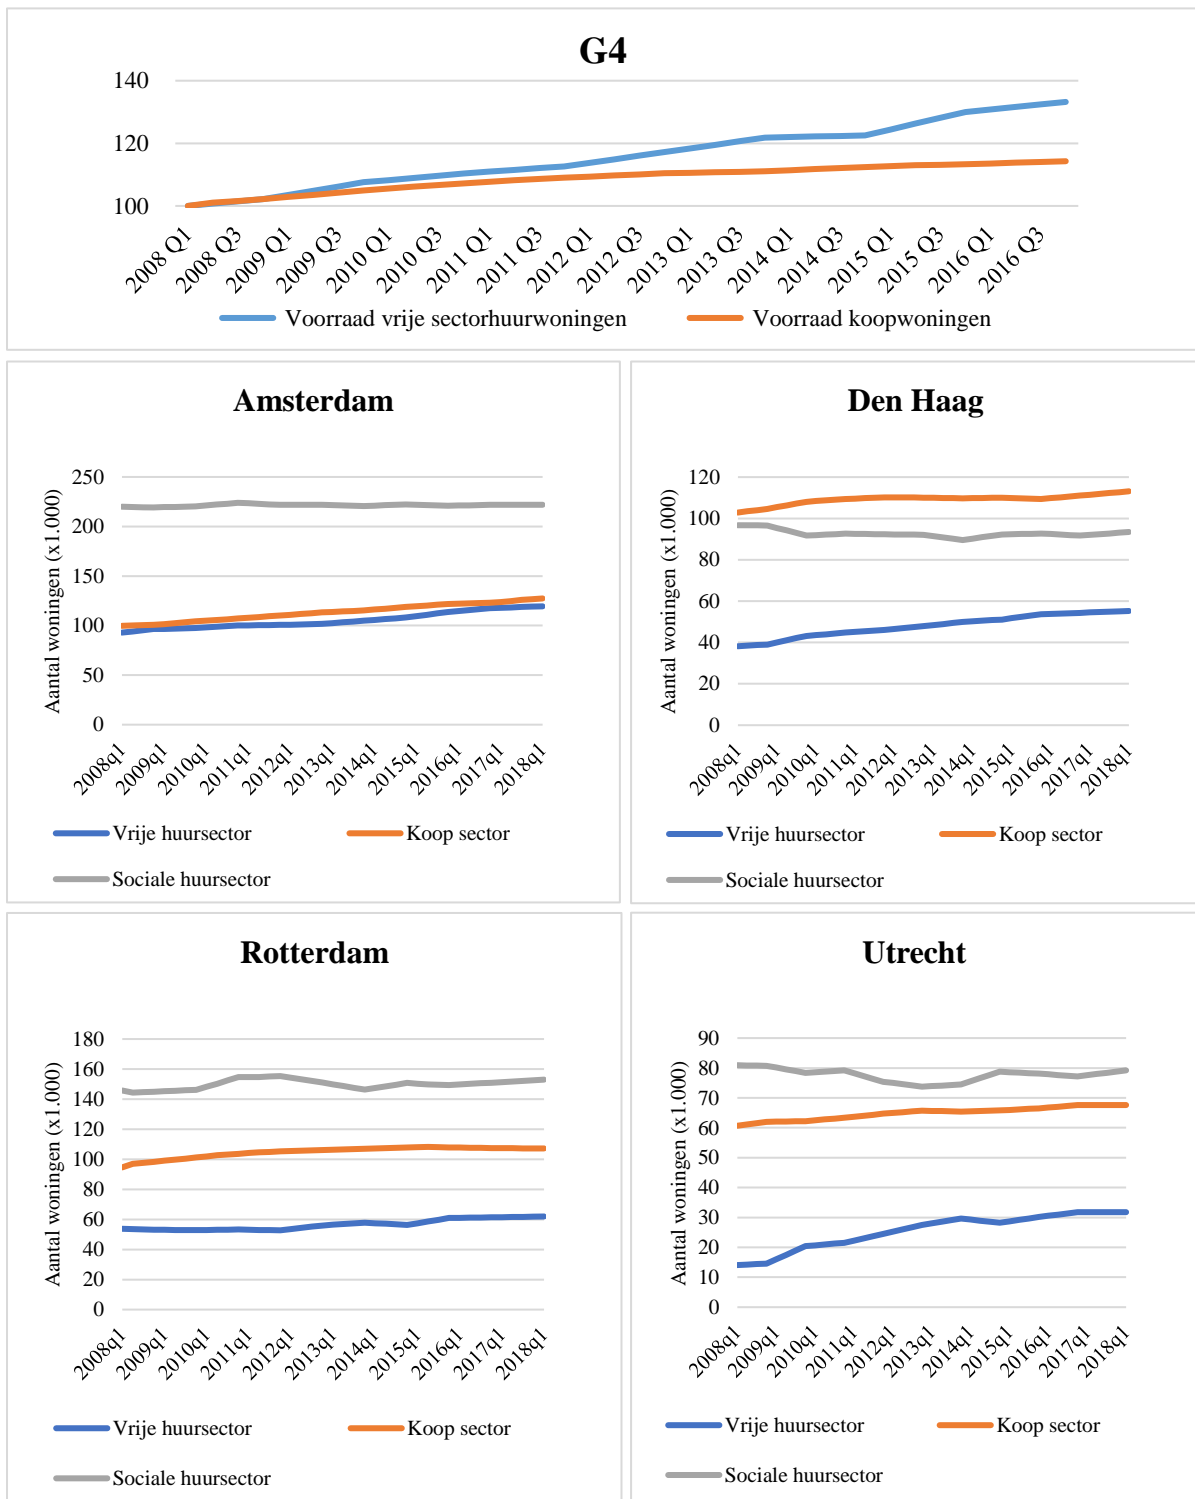 G4
140
120
100
2008 Q1
2008 Q3
2009 Q1
2009 Q3
2010 Q1
2010 Q3
2011 Q1
2011 Q3
2012 Q1
2012 Q3
2013 Q1
2013 Q3
2014 Q1
2014 Q3
2015 Q1
2015 Q3
2016 Q1
2016 Q3
Voorraad vrije sectorhuurwoningen
Voorraad koopwoningen
Amsterdam
Aantal woningen (x1.000)
250
200
150
100
50
0
2008q1
2009q1
2010q1
2011q1
2012q1
2013q1
2014q1
2015q1
2016q1
2017q1
2018q1
Vrije huursector
Koop sector
Sociale huursector
Den Haag
Aantal woningen (x1.000)
120
100
80
60
40
20
0
2008q1
2009q1
2010q1
2011q1
2012q1
2013q1
2014q1
2015q1
2016q1
2017q1
2018q1
Vrije huursector
Koop sector
Sociale huursector
Rotterdam
Aantal woningen (x1.000)
180
160
140
120
100
80
60
40
20
0
2008q1
2009q1
2010q1
2011q1
2012q1
2013q1
2014q1
2015q1
2016q1
2017q1
2018q1
Vrije huursector
Koop sector
Sociale huursector
Utrecht
Aantal woningen (x1.000)
90
80
70
60
50
40
30
20
10
0
2008q1
2009q1
2010q1
2011q1
2012q1
2013q1
2014q1
2015q1
2016q1
2017q1
2018q1
Vrije huursector
Koop sector
Sociale huursector